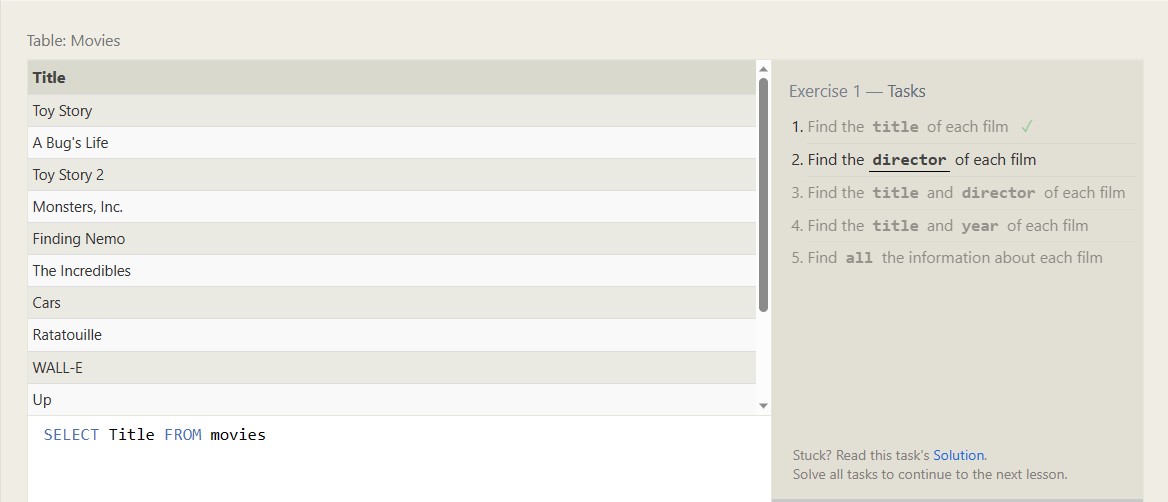 Table: Movies
Title
Toy Story
A Bug's Life
Toy Story 2
Monsters, Inc.
Finding Nemo
The Incredibles
Cars
Ratatouille
WALL-E
Up
SELECT Title FROM movies
Exercise 1 — Tasks
1. Find the title of each film ✓
2. Find the director of each film
3. Find the title and director of each film
4. Find the title and year of each film
5. Find all the information about each film
Stuck? Read this task's Solution.
Solve all tasks to continue to the next lesson.